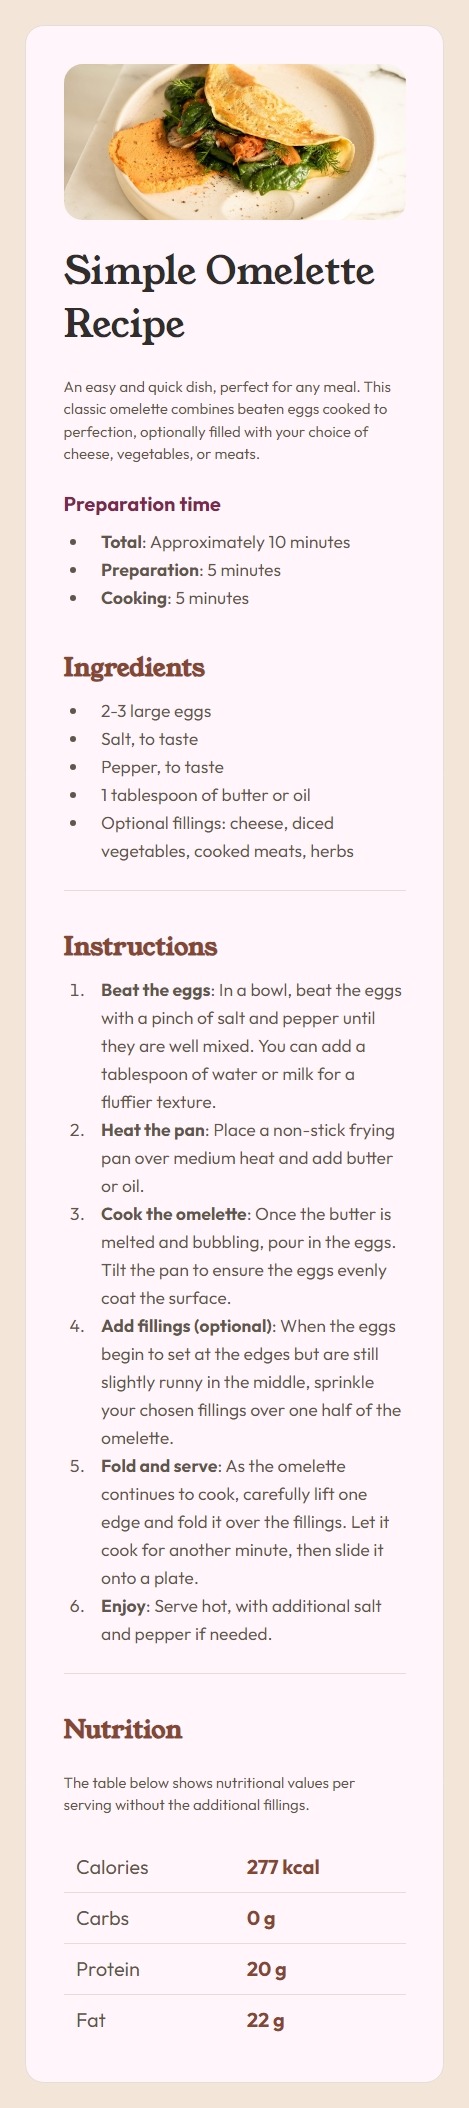 Simple Omelette
Recipe
An easy and quick dish, perfect for any meal. This
classic omelette combines beaten eggs cooked to
perfection, optionally filled with your choice of
cheese, vegetables, or meats.
Preparation time
• Total: Approximately 10 minutes
• Preparation: 5 minutes
• Cooking: 5 minutes
Ingredients
• 2-3 large eggs
• Salt, to taste
• Pepper, to taste
• 1 tablespoon of butter or oil
• Optional fillings: cheese, diced
vegetables, cooked meats, herbs
Instructions
1. Beat the eggs: In a bowl, beat the eggs
with a pinch of salt and pepper until
they are well mixed. You can add a
tablespoon of water or milk for a
fluffier texture.
2. Heat the pan: Place a non-stick frying
pan over medium heat and add butter
or oil.
3. Cook the omelette: Once the butter is
melted and bubbling, pour in the eggs.
Tilt the pan to ensure the eggs evenly
coat the surface.
4. Add fillings (optional): When the eggs
begin to set at the edges but are still
slightly runny in the middle, sprinkle
your chosen fillings over one half of the
omelette.
5. Fold and serve: As the omelette
continues to cook, carefully lift one
edge and fold it over the fillings. Let it
cook for another minute, then slide it
onto a plate.
6. Enjoy: Serve hot, with additional salt
and pepper if needed.
Nutrition
The table below shows nutritional values per
serving without the additional fillings.
Calories 277 kcal
Carbs 0 g
Protein 20 g
Fat 22 g